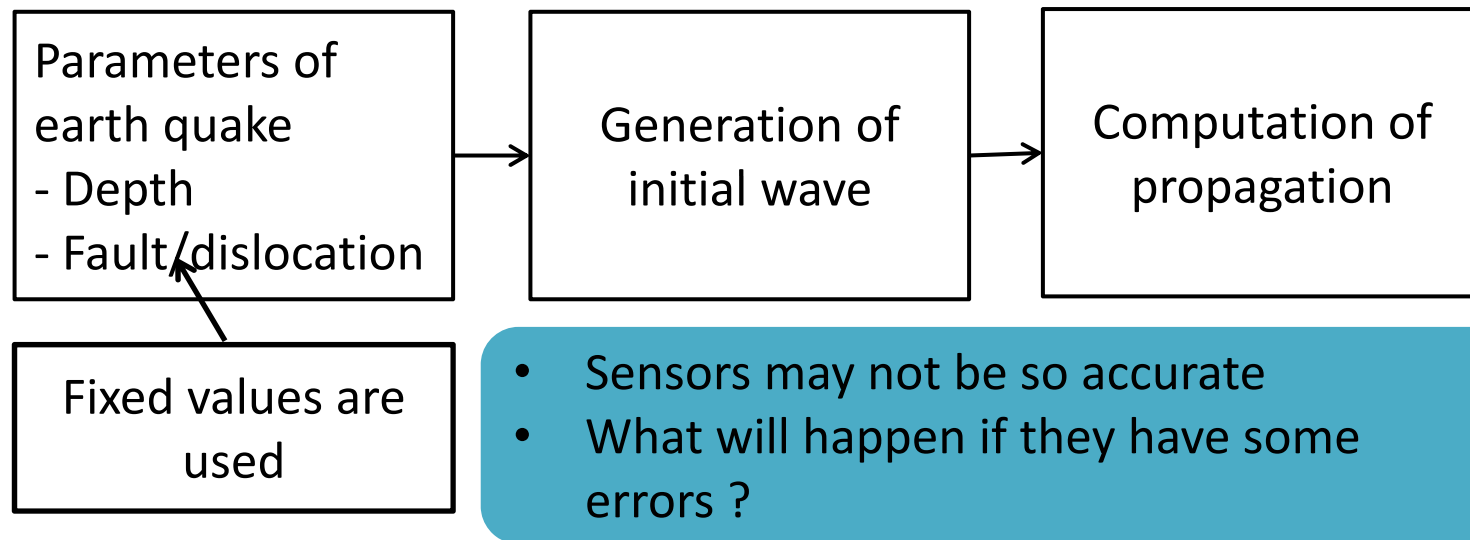 Parameters of
earth quake
- Depth
- Fault/dislocation
Generation of
initial wave
Computation of
propagation
Fixed values are
used
• Sensors may not be so accurate
• What will happen if they have some
errors ?